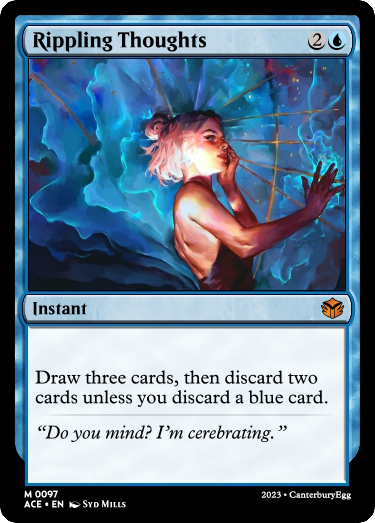 Rippling Thoughts 2
Instant
Draw three cards, then discard two
cards unless you discard a blue card.
“Do you mind? I’m cerebrating.”
M 0097
ACE • EN Syd Mills
2023 • CanterburyEgg